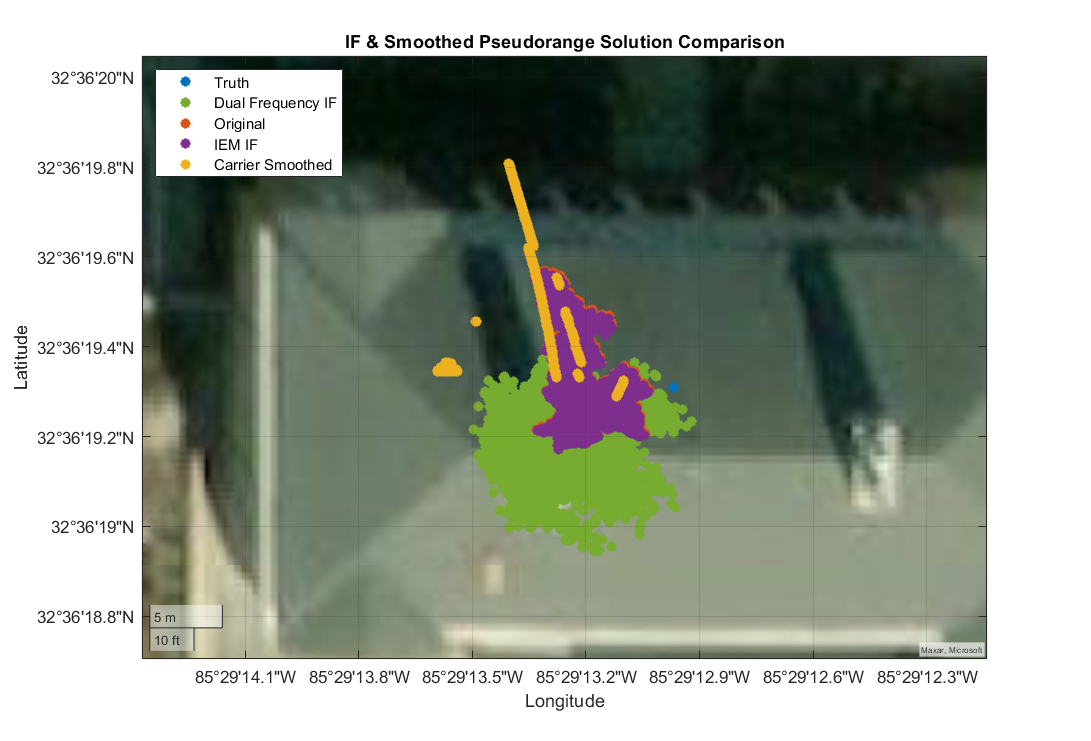 IF & Smoothed Pseudorange Solution Comparison
Truth
Dual Frequency IF
Original
IEM IF
Carrier Smoothed
32°36'20"N
32°36'19.8"N
32°36'19.6"N
32°36'19.4"N
32°36'19.2"N
32°36'19"N
32°36'18.8"N
Latitude
5 m
10 ft
Maxar, Microsoft
85°29'14.1"W 85°29'13.8"W 85°29'13.5"W 85°29'13.2"W 85°29'12.9"W 85°29'12.6"W 85°29'12.3"W
Longitude